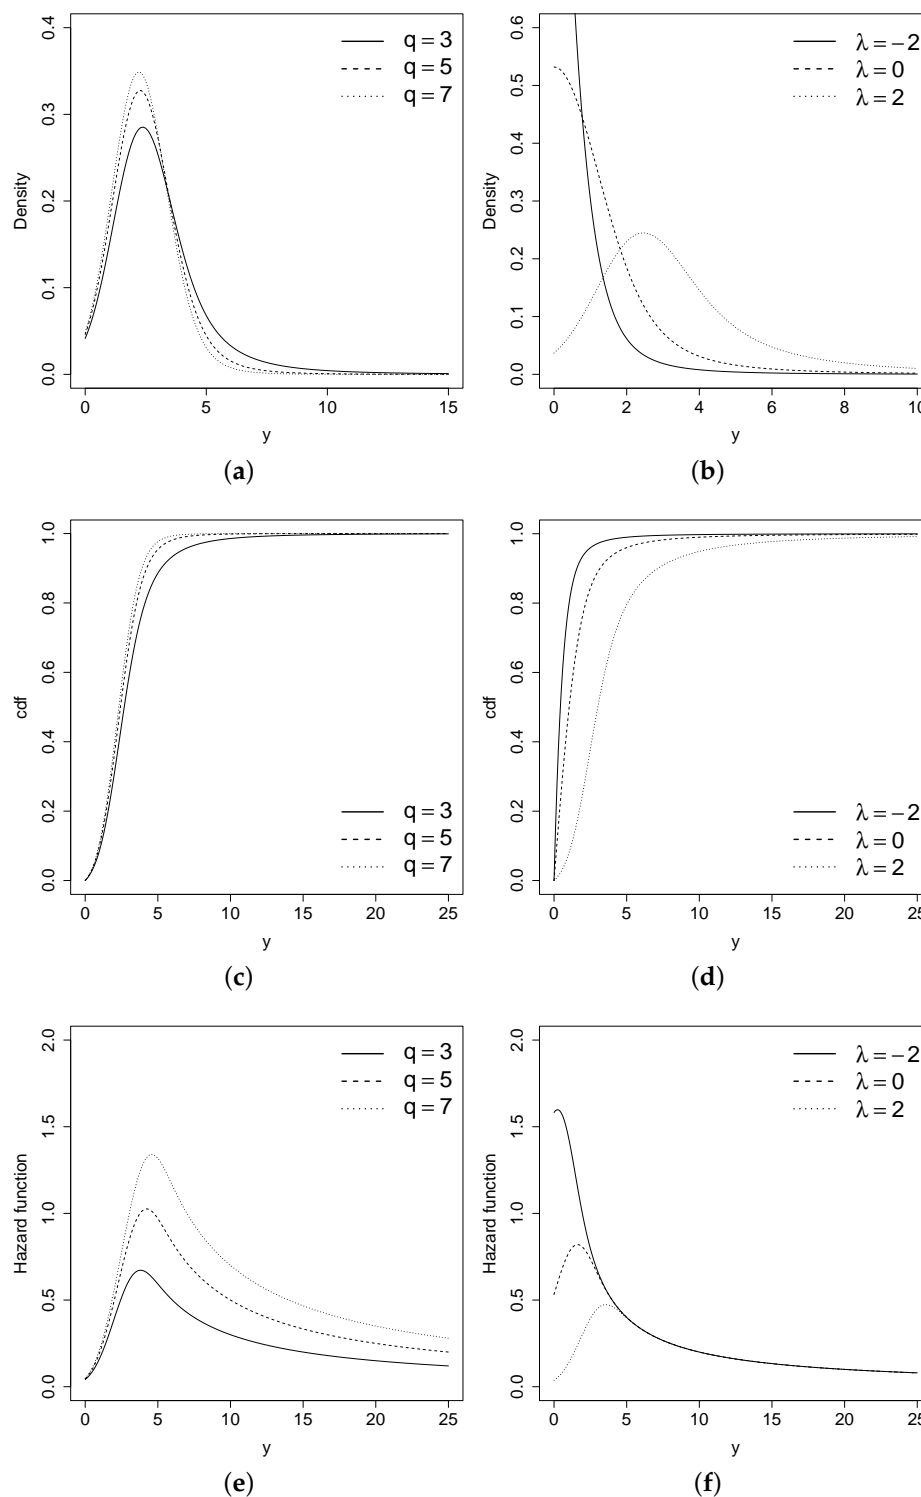 0.0 0.1 0.2 0.3 0.4
Density
q = 3
q = 5
q = 7
0 5 10 15
y
(a)
0.0 0.1 0.2 0.3 0.4 0.5 0.6
Density
λ = −2
λ = 0
λ = 2
0 2 4 6 8 10
y
(b)
0.0 0.2 0.4 0.6 0.8 1.0
cdf
q = 3
q = 5
q = 7
0 5 10 15 20 25
y
(c)
0.0 0.2 0.4 0.6 0.8 1.0
cdf
λ = −2
λ = 0
λ = 2
0 5 10 15 20 25
y
(d)
0.0 0.5 1.0 1.5 2.0
Hazard function
q = 3
q = 5
q = 7
0 5 10 15 20 25
y
(e)
0.0 0.5 1.0 1.5 2.0
Hazard function
λ = −2
λ = 0
λ = 2
0 5 10 15 20 25
y
(f)